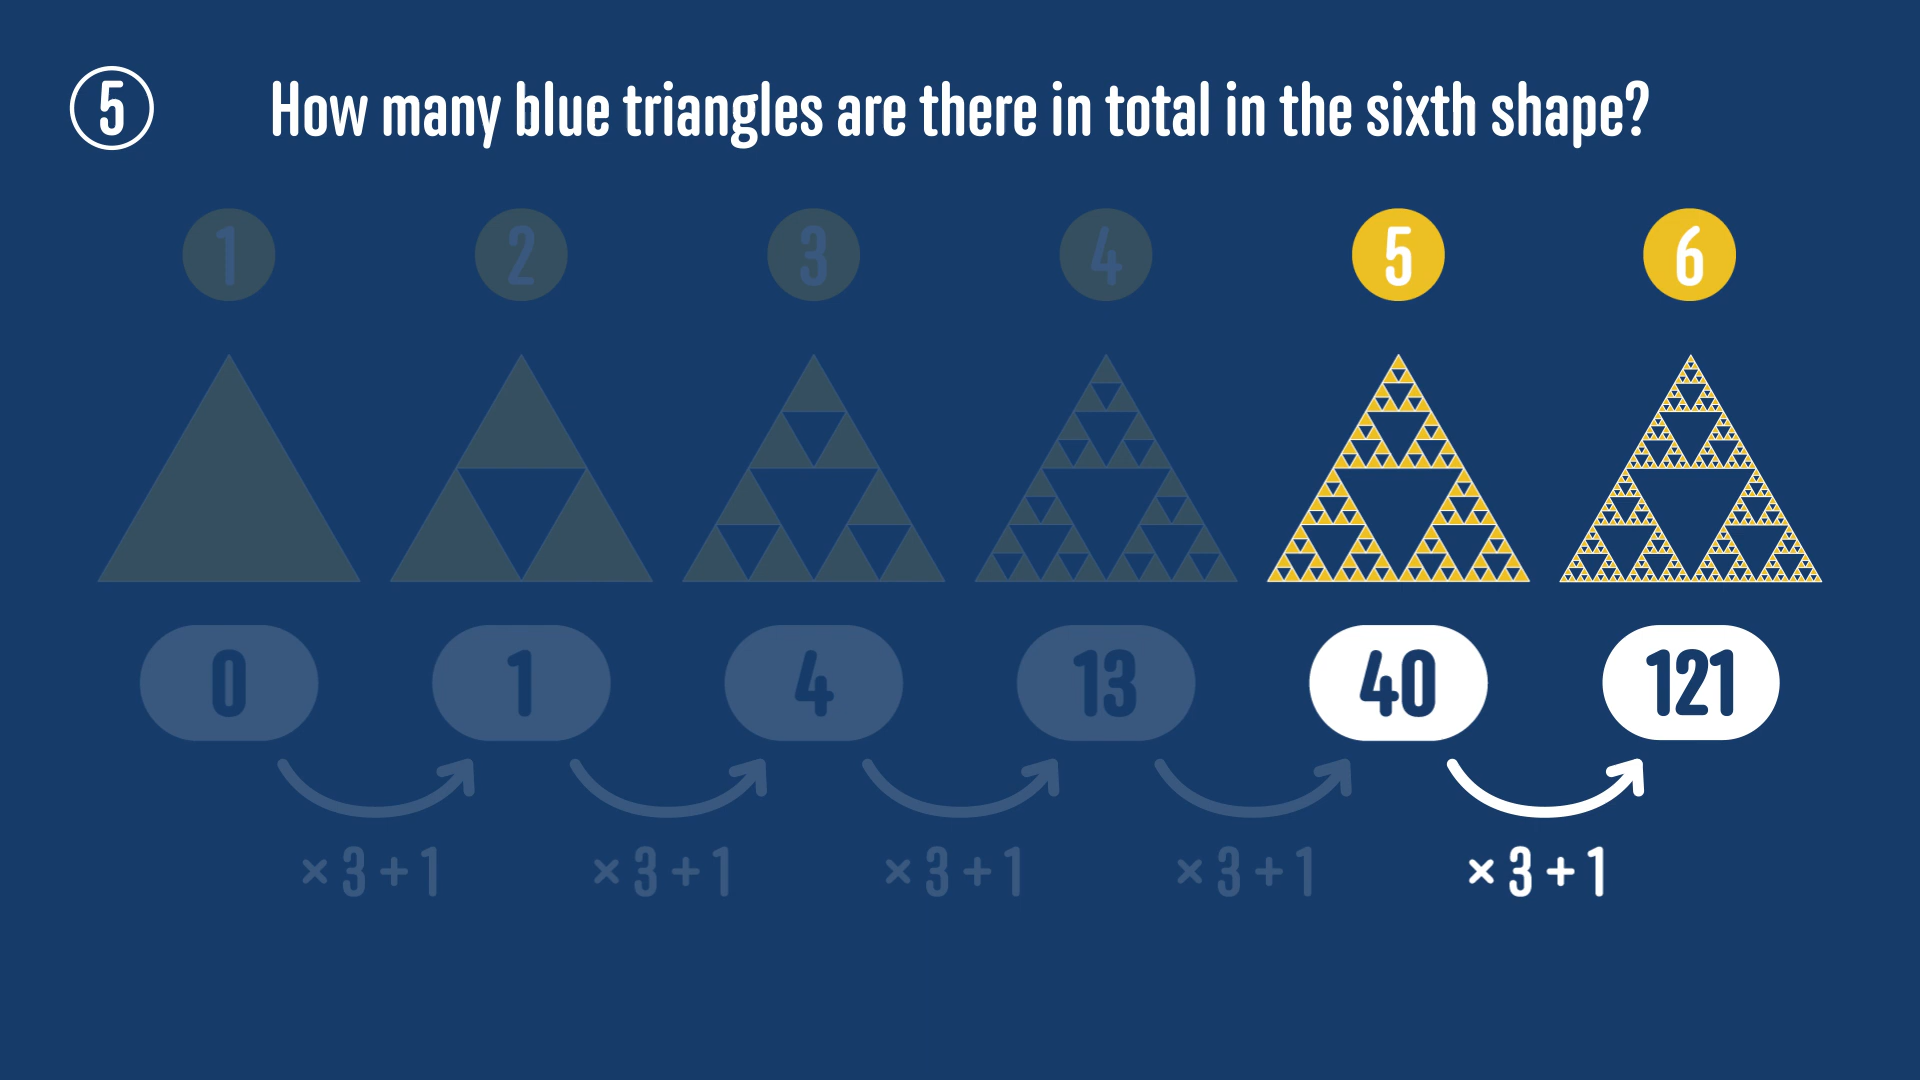 5
How many blue triangles are there in total in the sixth shape?
1 2 3 4 5 6
0 1 4 13 40 121
× 3 + 1 × 3 + 1 × 3 + 1 × 3 + 1 × 3 + 1